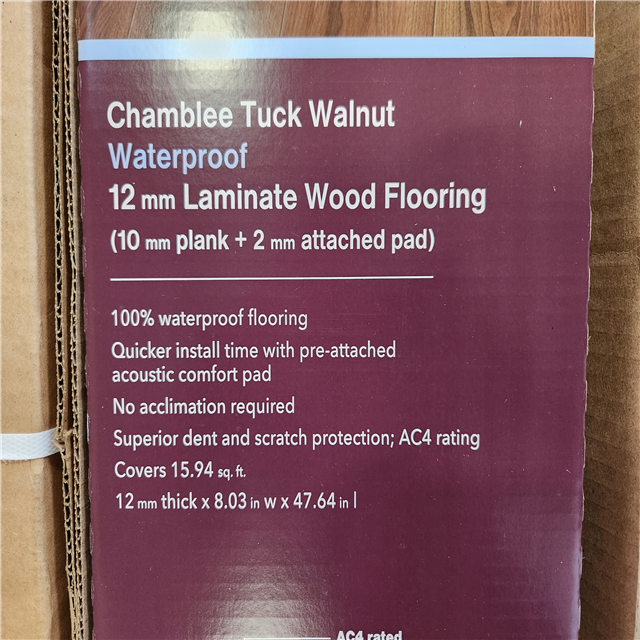 Chamblee Tuck Walnut
Waterproof
12 mm Laminate Wood Flooring
(10 mm plank + 2 mm attached pad)
100% waterproof flooring
Quicker install time with pre-attached
acoustic comfort pad
No acclimation required
Superior dent and scratch protection; AC4 rating
Covers 15.94 sq. ft.
12 mm thick x 8.03 in w x 47.64 in l
AC4 rated